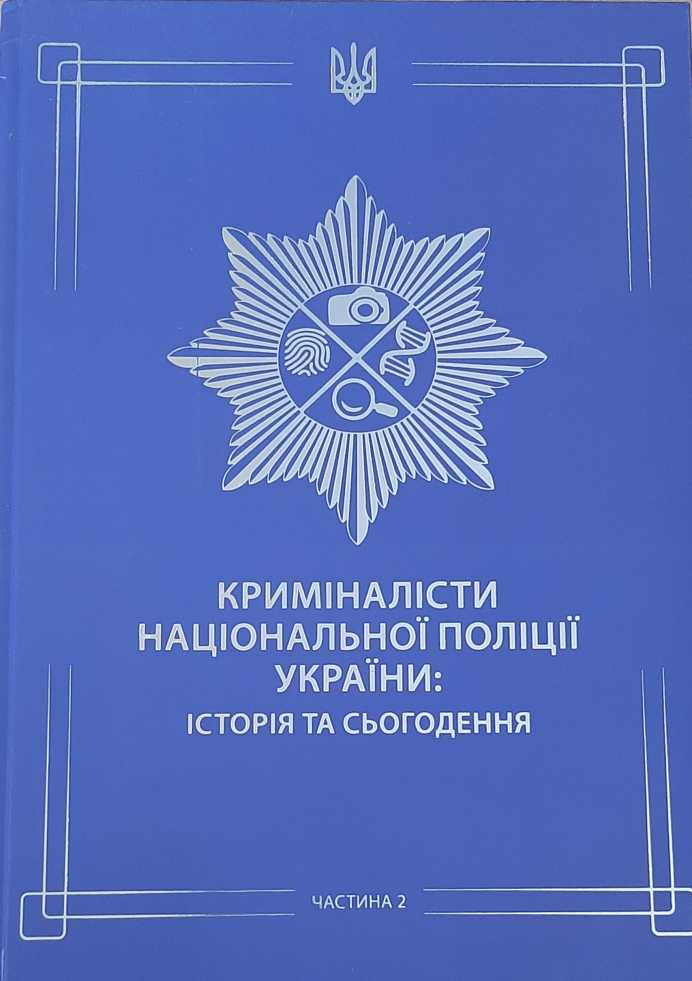 КРИМІНАЛІСТИ
НАЦІОНАЛЬНОЇ ПОЛІЦІЇ
УКРАЇНИ:
ІСТОРІЯ ТА СЬОГОДЕННЯ
ЧАСТИНА 2